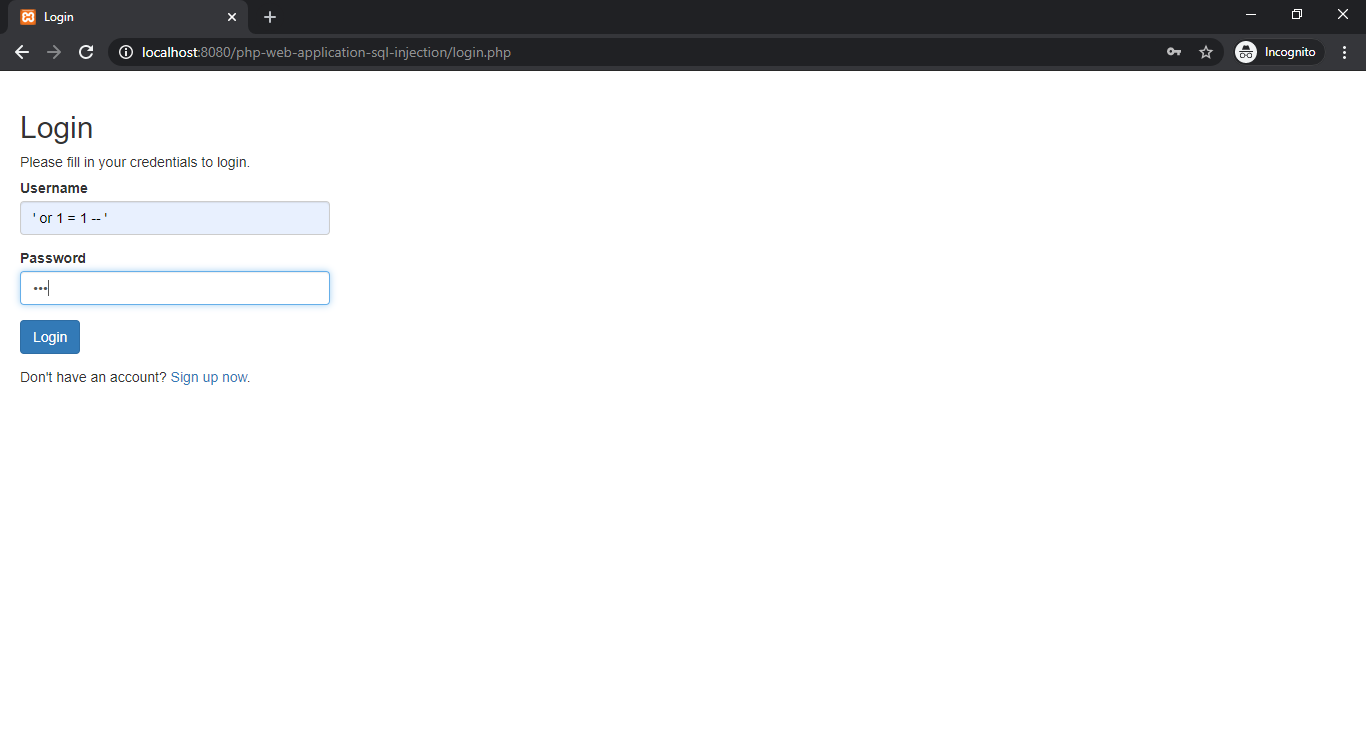 Login
localhost:8080/php-web-application-sql-injection/login.php
Incognito
Login
Please fill in your credentials to login.
Username
' or 1 = 1 -- '
Password
•••
Login
Don't have an account? Sign up now.